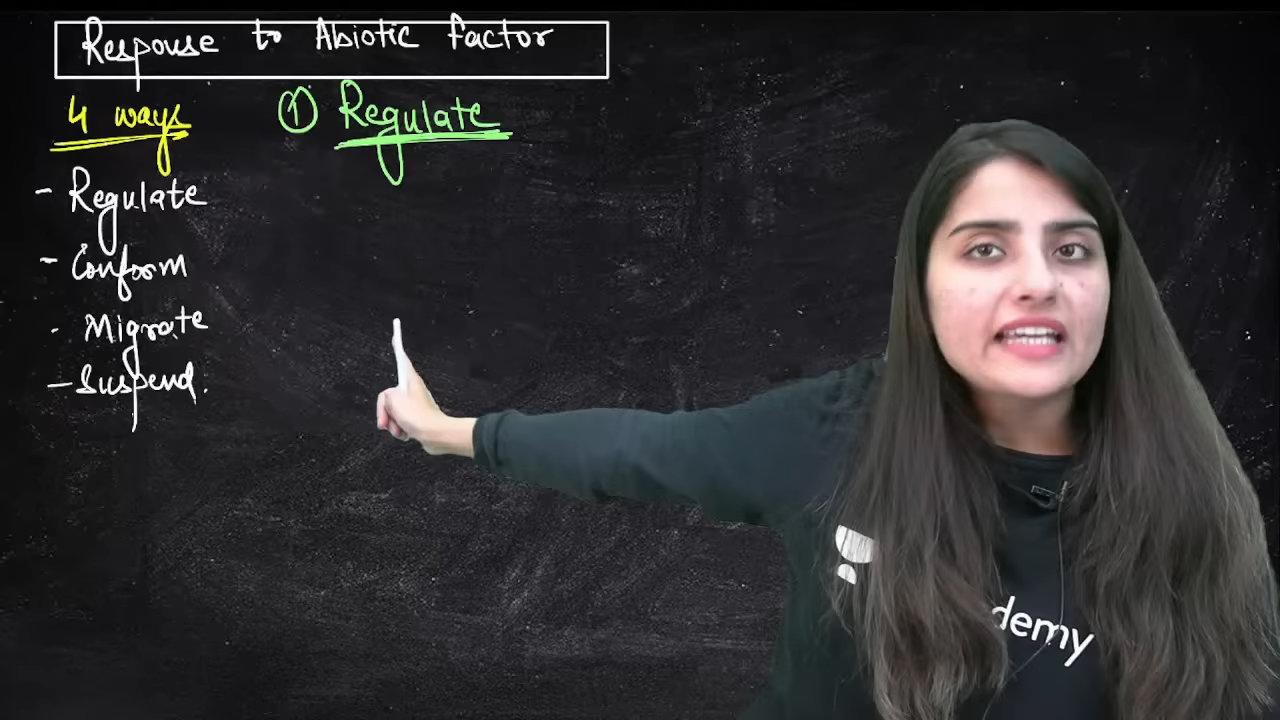 Response to Abiotic factor
4 ways
① Regulate
- Regulate
- Conform
- Migrate
- Suspend.
demy